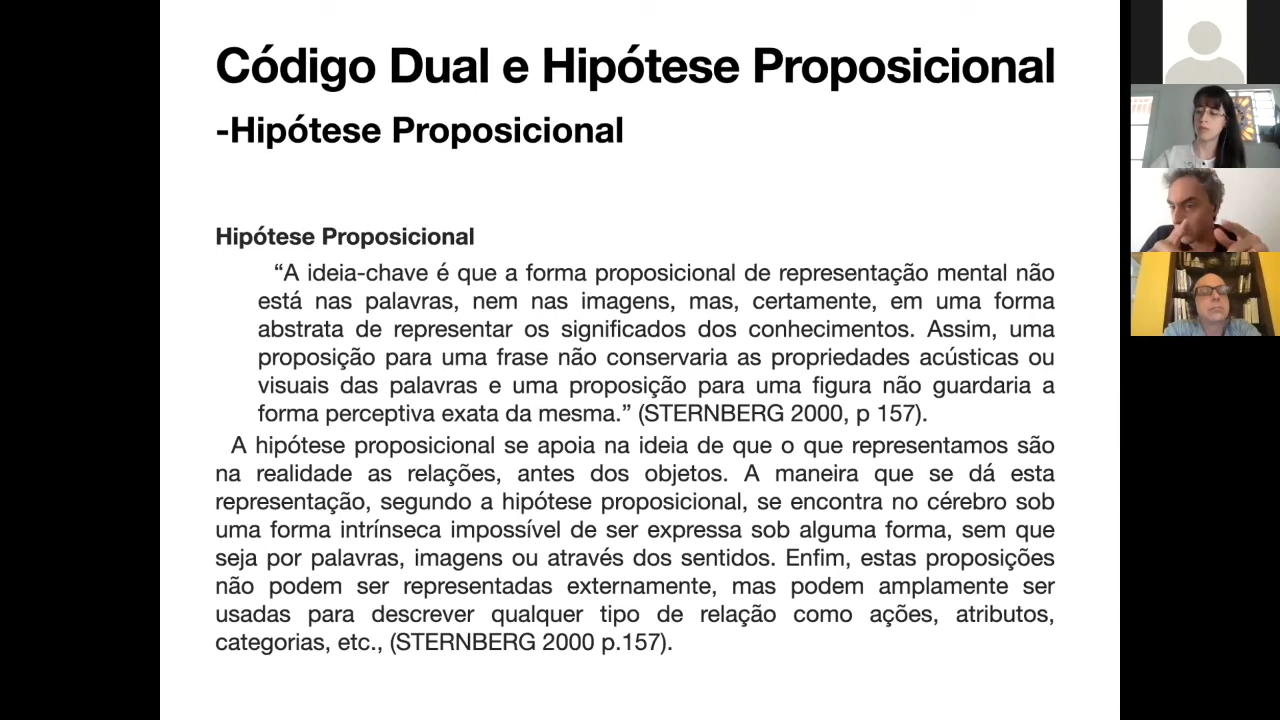 Código Dual e Hipótese Proposicional
-Hipótese Proposicional
Hipótese Proposicional
“A ideia-chave é que a forma proposicional de representação mental não
está nas palavras, nem nas imagens, mas, certamente, em uma forma
abstrata de representar os significados dos conhecimentos. Assim, uma
proposição para uma frase não conservaria as propriedades acústicas ou
visuais das palavras e uma proposição para uma figura não guardaria a
forma perceptiva exata da mesma.” (STERNBERG 2000, p 157).
A hipótese proposicional se apoia na ideia de que o que representamos são
na realidade as relações, antes dos objetos. A maneira que se dá esta
representação, segundo a hipótese proposicional, se encontra no cérebro sob
uma forma intrínseca impossível de ser expressa sob alguma forma, sem que
seja por palavras, imagens ou através dos sentidos. Enfim, estas proposições
não podem ser representadas externamente, mas podem amplamente ser
usadas para descrever qualquer tipo de relação como ações, atributos,
categorias, etc., (STERNBERG 2000 p.157).